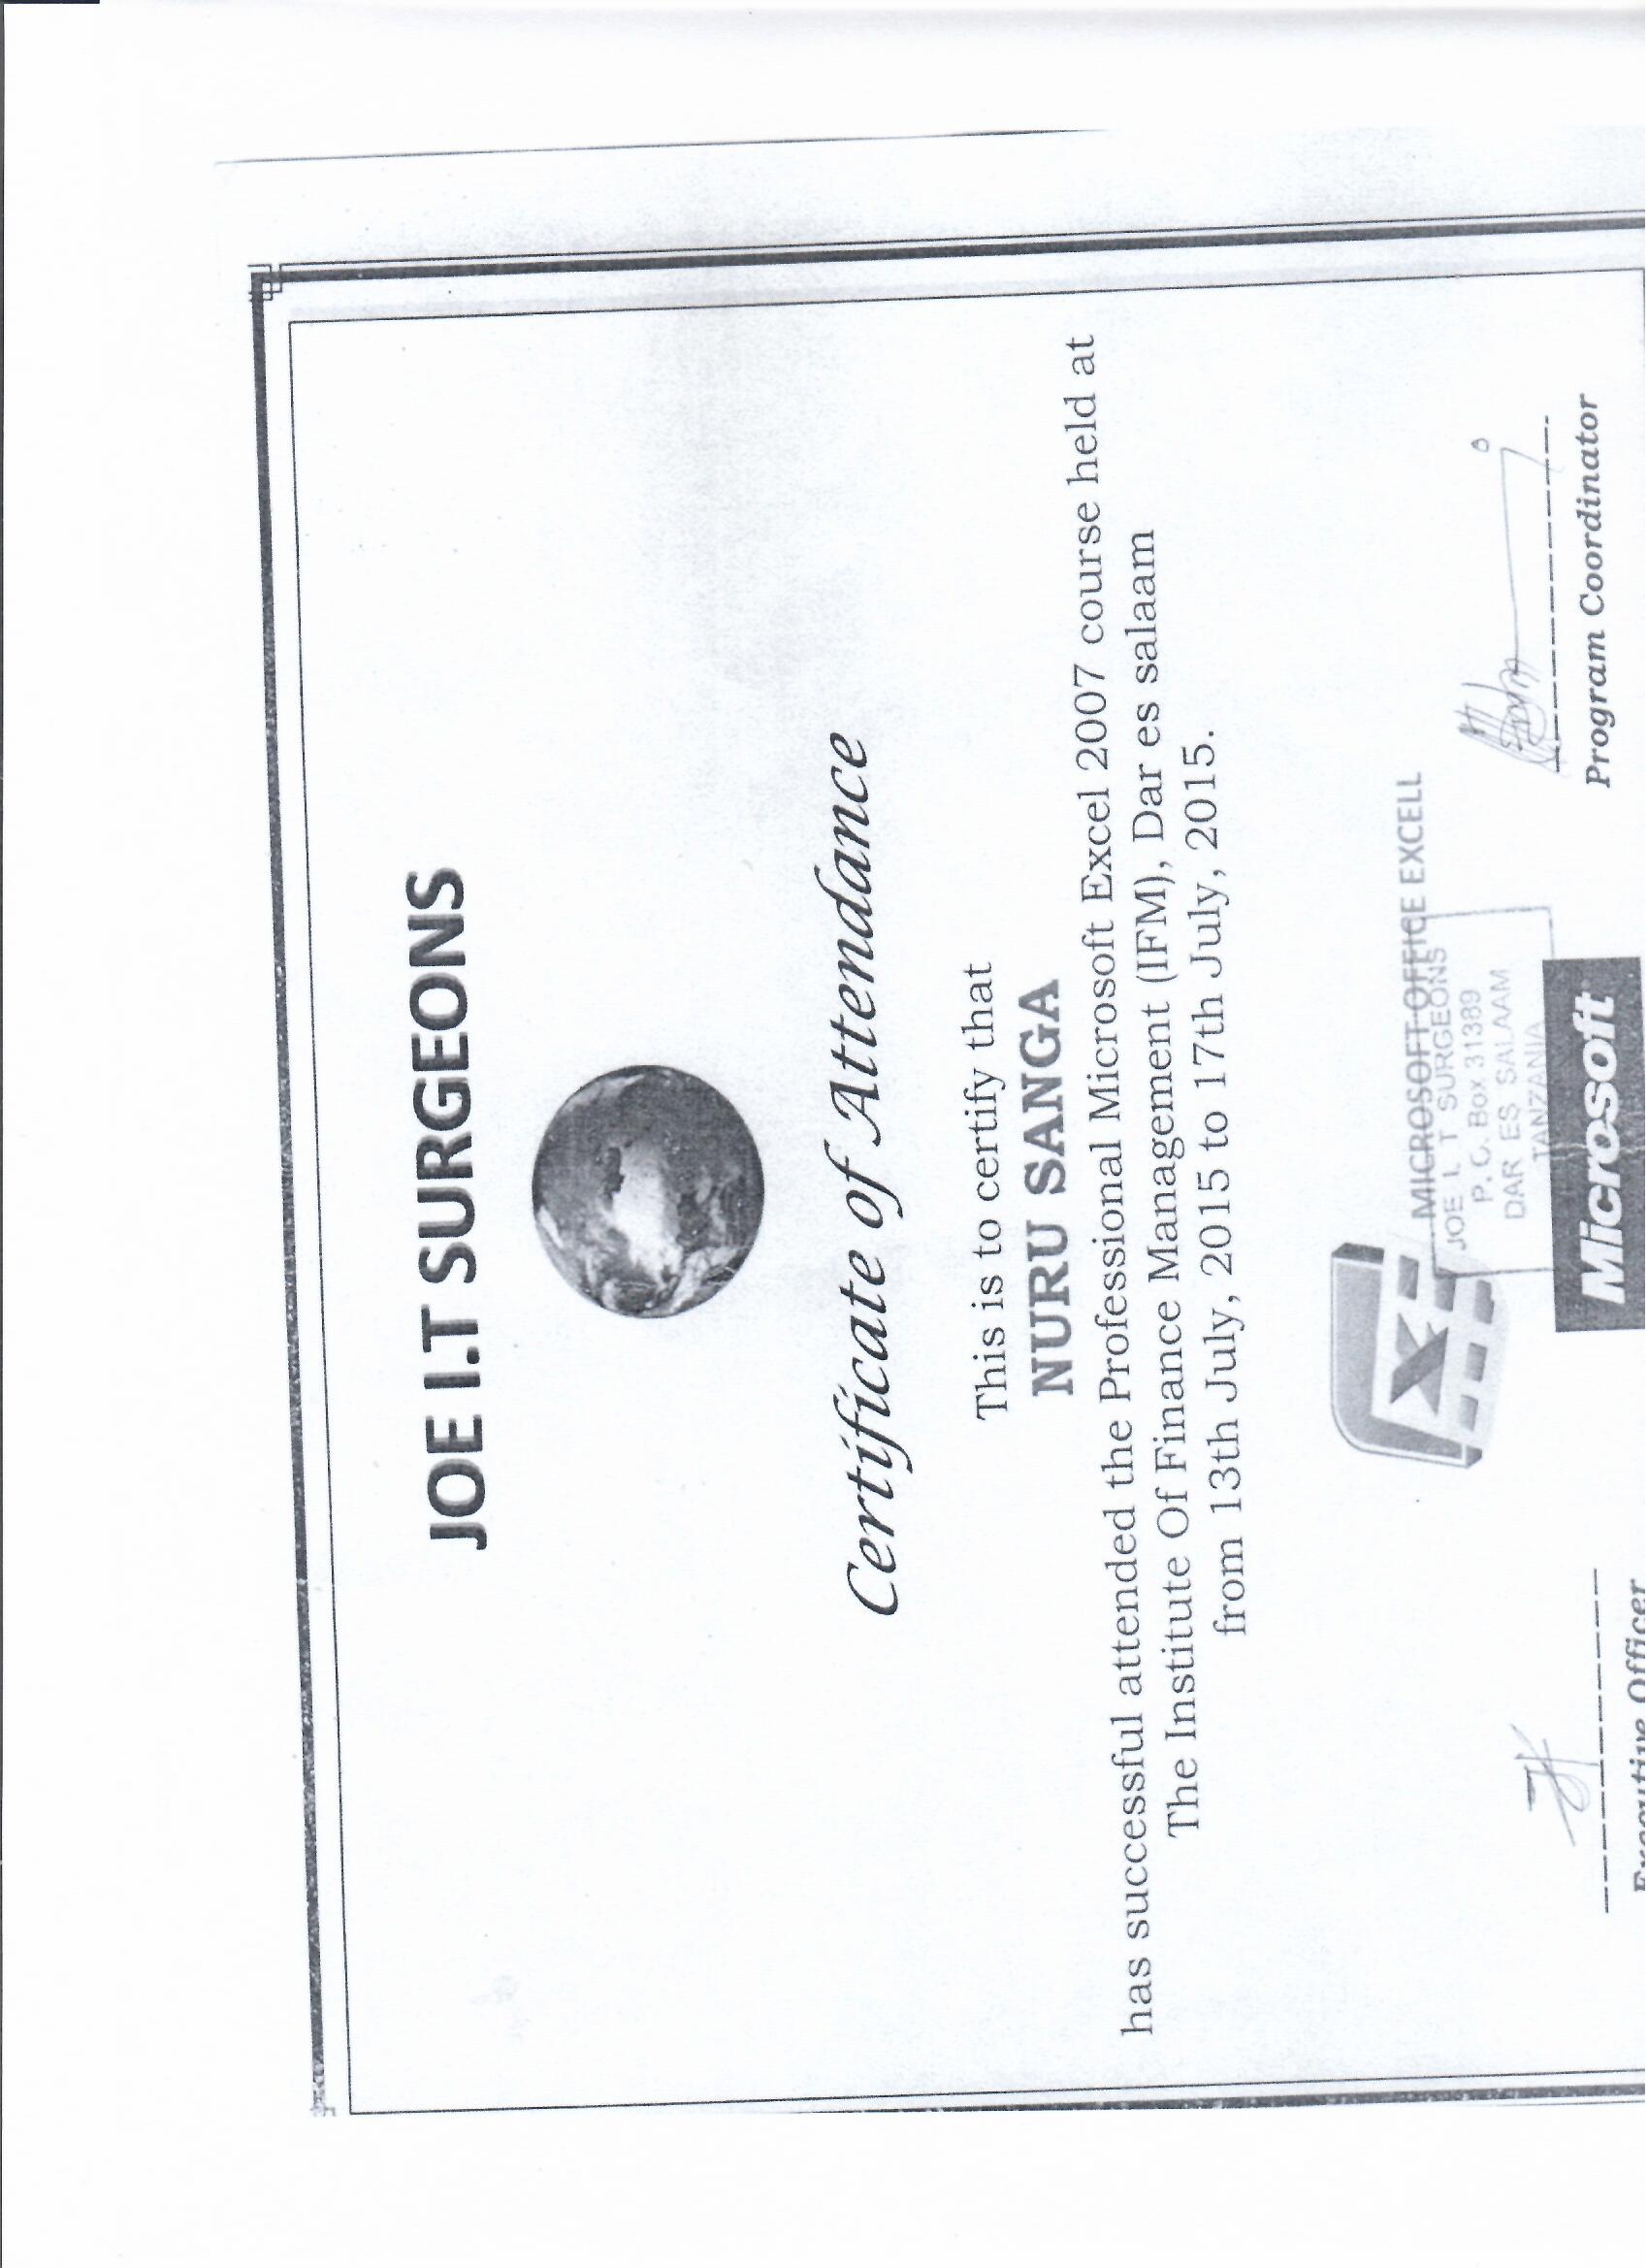 JOE I.T SURGEONS
Certificate of Attendance
This is to certify that
NURU SANGA
has successful attended the Professional Microsoft Excel 2007 course held at
The Institute Of Finance Management (IFM), Dar es salaam
from 13th July, 2015 to 17th July, 2015.
MICROSOFT OFFICE EXCELL
JOE I. T SURGEONS
P. O. Box 31389
DAR ES SALAAM
TANZANIA
Microsoft
Program Coordinator
Executive Officer